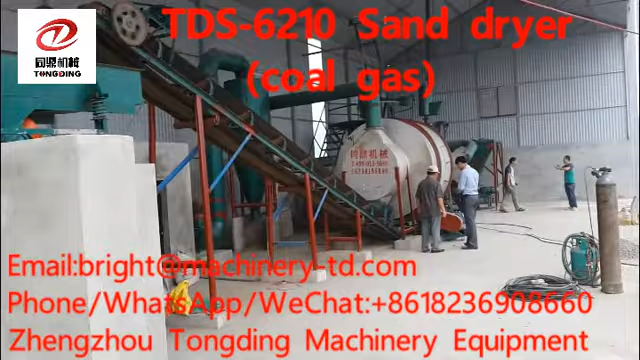 同鼎机械
TONGDING
TDS-6210 Sand dryer
(coal gas)
同鼎机械
Email:bright@machinery-ltd.com
Phone/WhatsApp/WeChat:+8618236908660
Zhengzhou Tongding Machinery Equipment